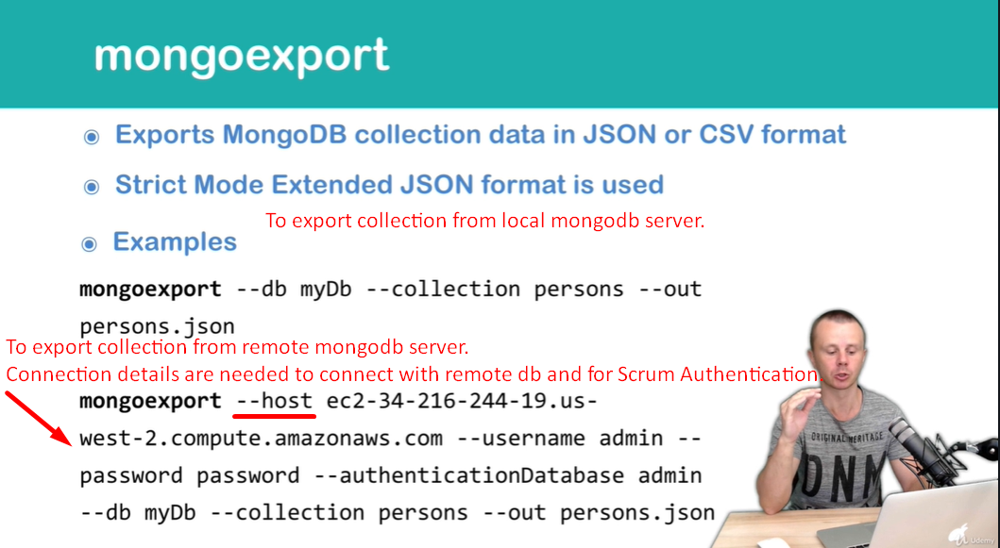 mongoexport
Exports MongoDB collection data in JSON or CSV format
Strict Mode Extended JSON format is used
To export collection from local mongodb server.
Examples
mongoexport --db myDb --collection persons --out
persons.json
To export collection from remote mongodb server.
Connection details are needed to connect with remote db and for Scrum Authentication.
mongoexport --host ec2-34-216-244-19.us-
west-2.compute.amazonaws.com --username admin --
password password --authenticationDatabase admin
--db myDb --collection persons --out persons.json
ORIGINAL HERITAGE
DNM
Udemy